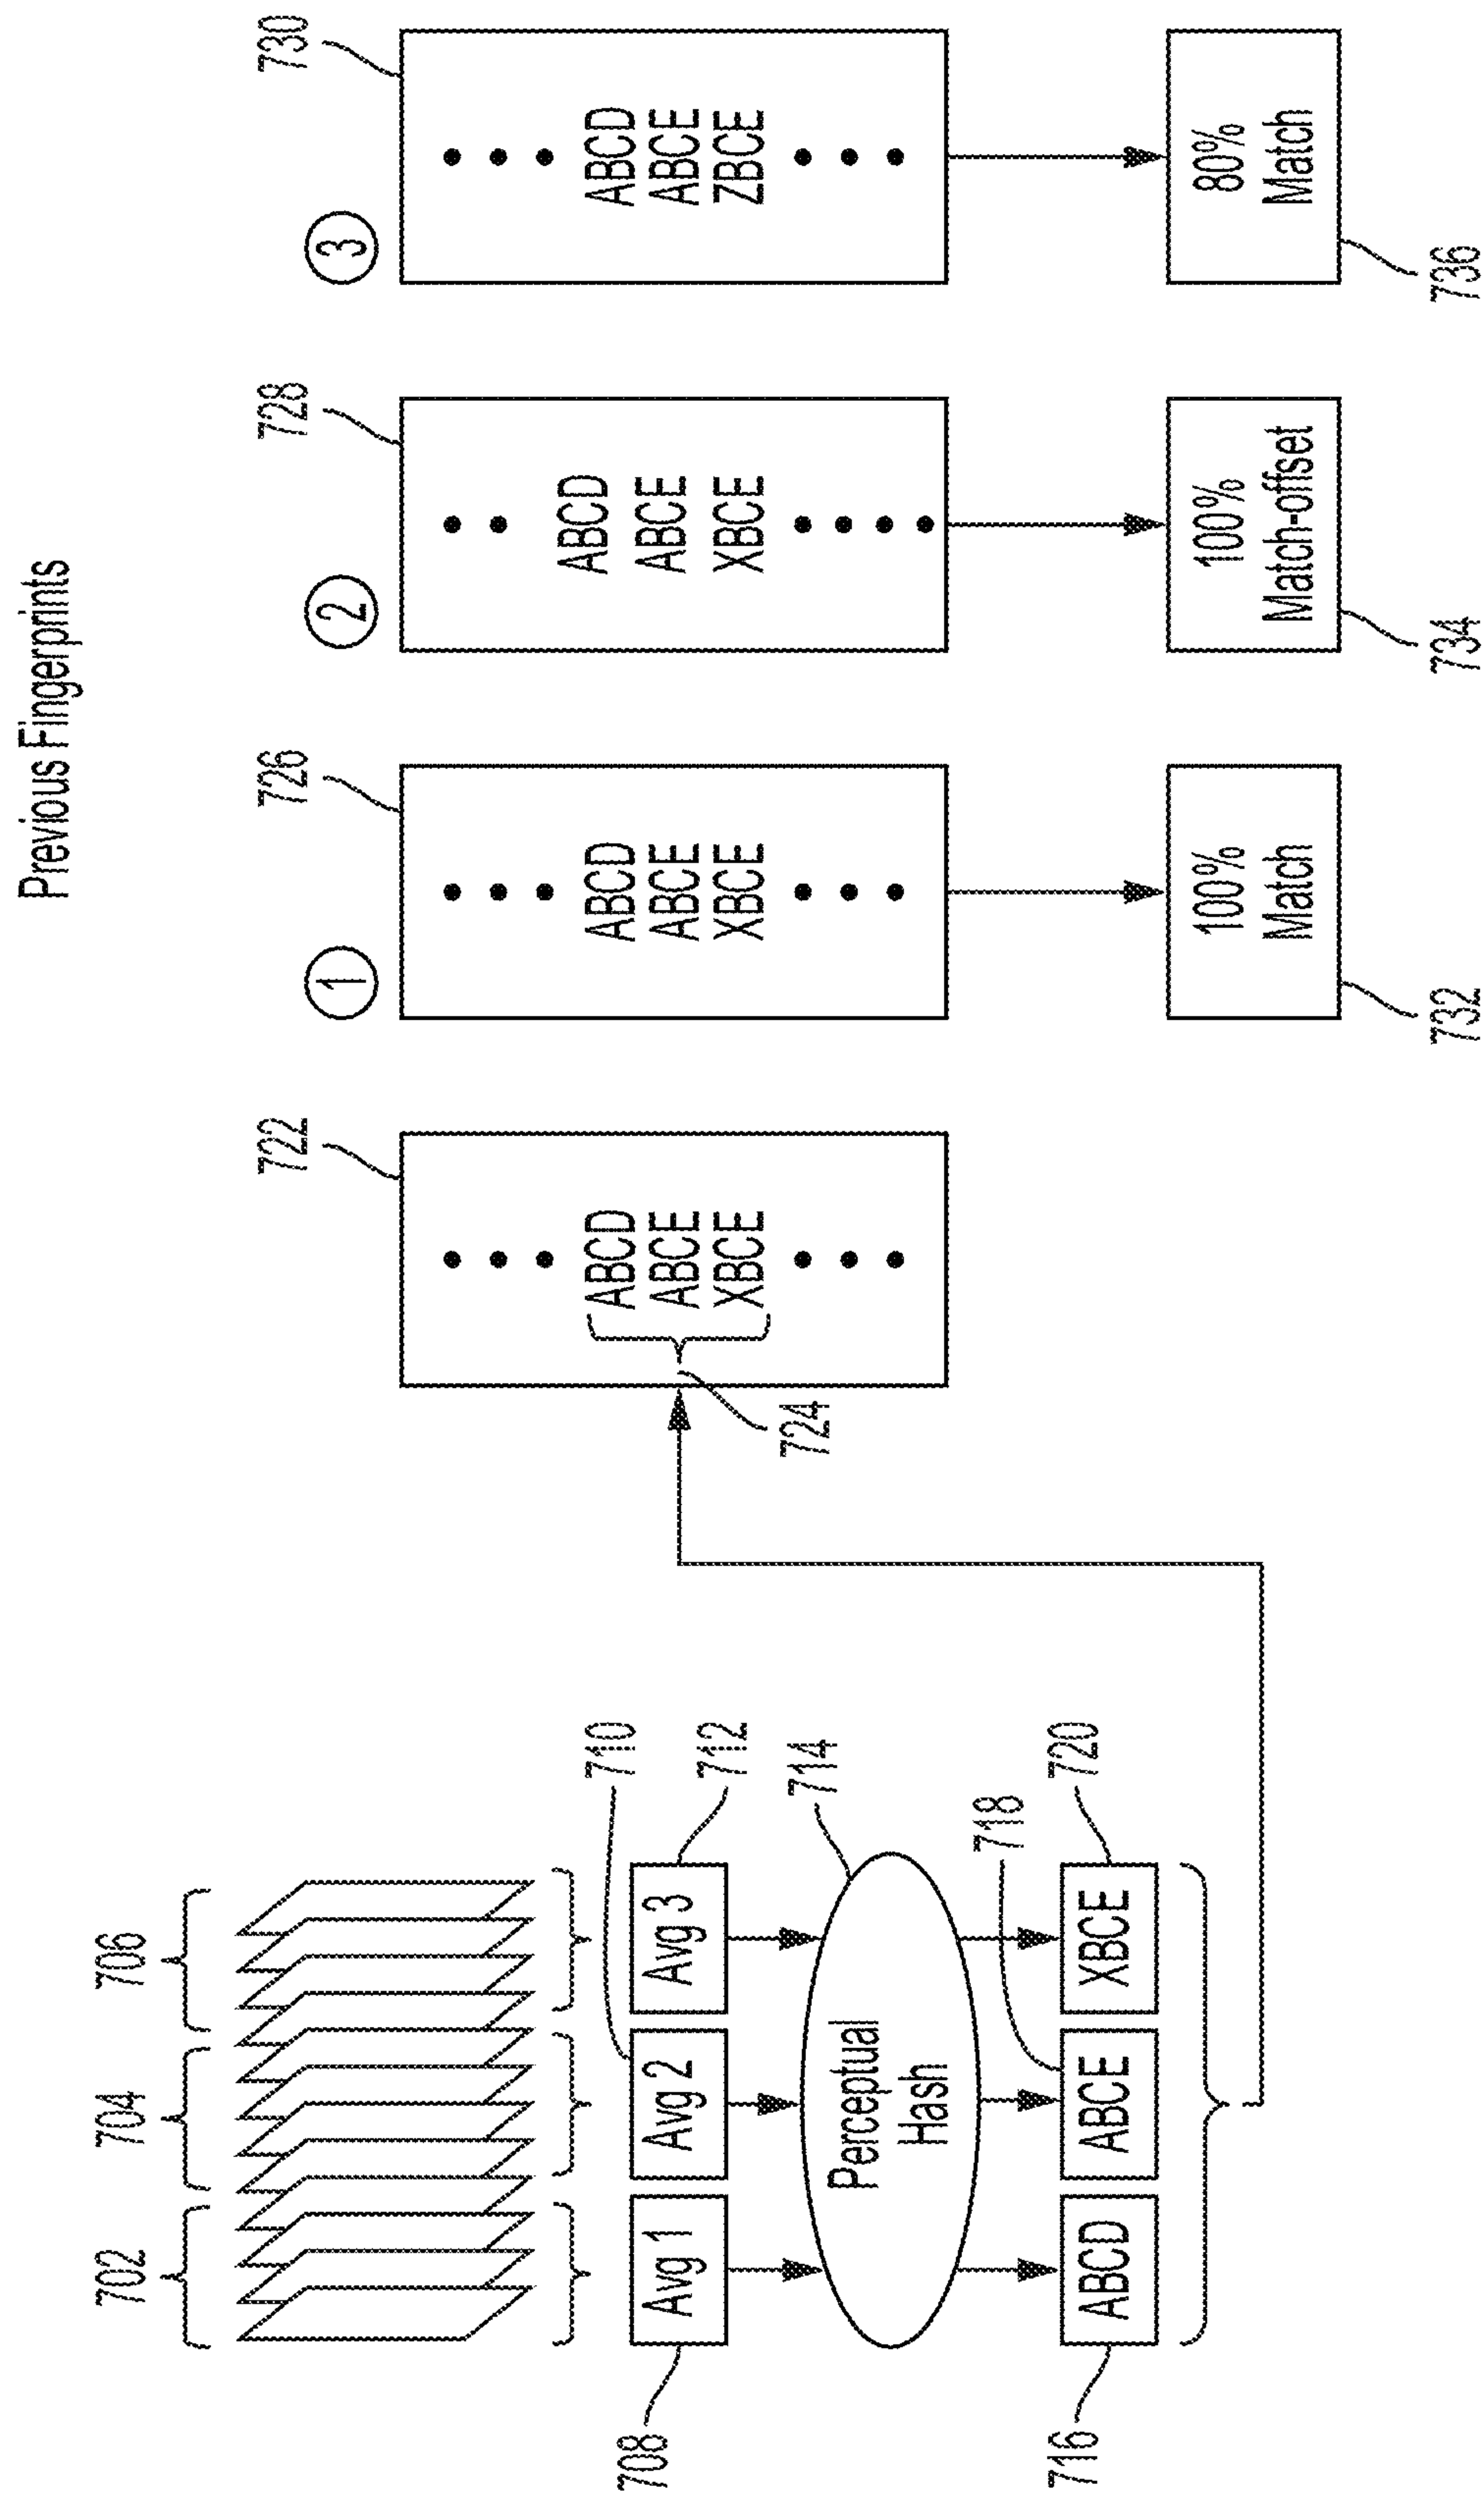 Previous Fingerprints
702
704
706
708
Avg 1
Avg 2
Avg 3
710
712
Perceptual
Hash
714
716
ABCD
ABCE
XBCE
718
720
722
ABCD
ABCE
XBCE
724
1
726
ABCD
ABCE
XBCE
100%
Match
732
2
728
ABCD
ABCE
XBCE
100%
Match-offset
734
3
730
ABCD
ABCE
ZBCE
80%
Match
736